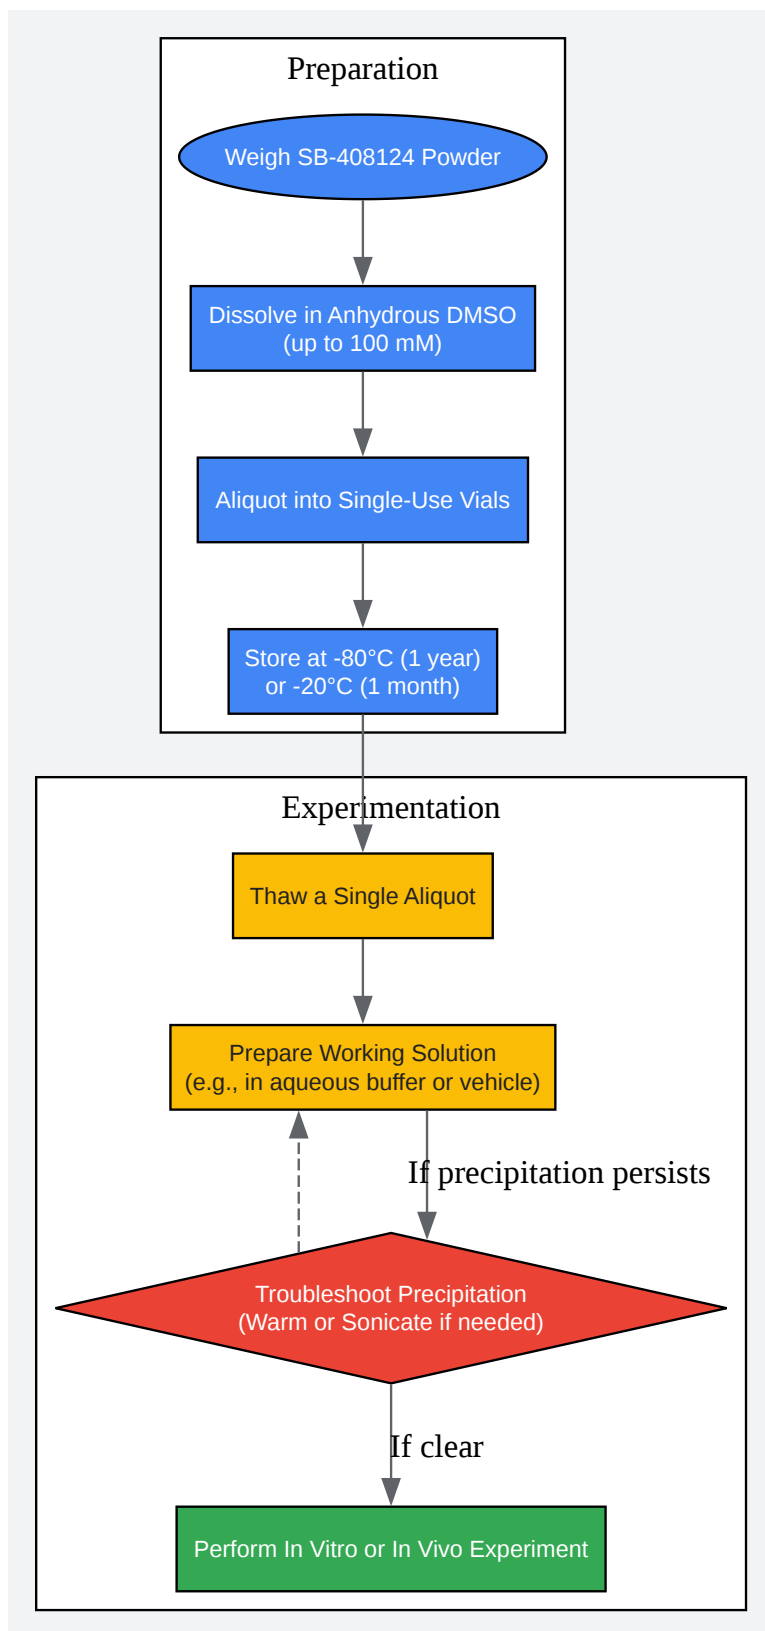 Preparation
Weigh SB-408124 Powder
Dissolve in Anhydrous DMSO
(up to 100 mM)
Aliquot into Single-Use Vials
Store at -80°C (1 year)
or -20°C (1 month)
Experimentation
Thaw a Single Aliquot
Prepare Working Solution
(e.g., in aqueous buffer or vehicle)
If precipitation persists
Troubleshoot Precipitation
(Warm or Sonicate if needed)
If clear
Perform In Vitro or In Vivo Experiment